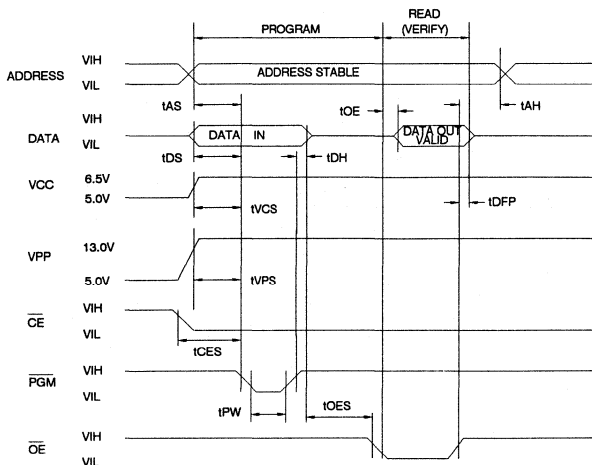 PROGRAM
READ
(VERIFY)
ADDRESS
VIH
VIL
ADDRESS STABLE
tAS
tOE
tAH
DATA
VIH
VIL
DATA IN
DATA OUT
VALID
tDS
tDH
tDFP
VCC
6.5V
5.0V
tVCS
VPP
13.0V
5.0V
tVPS
CE
VIH
VIL
tCES
PGM
VIH
VIL
tPW
tOES
OE
VIH
VIL